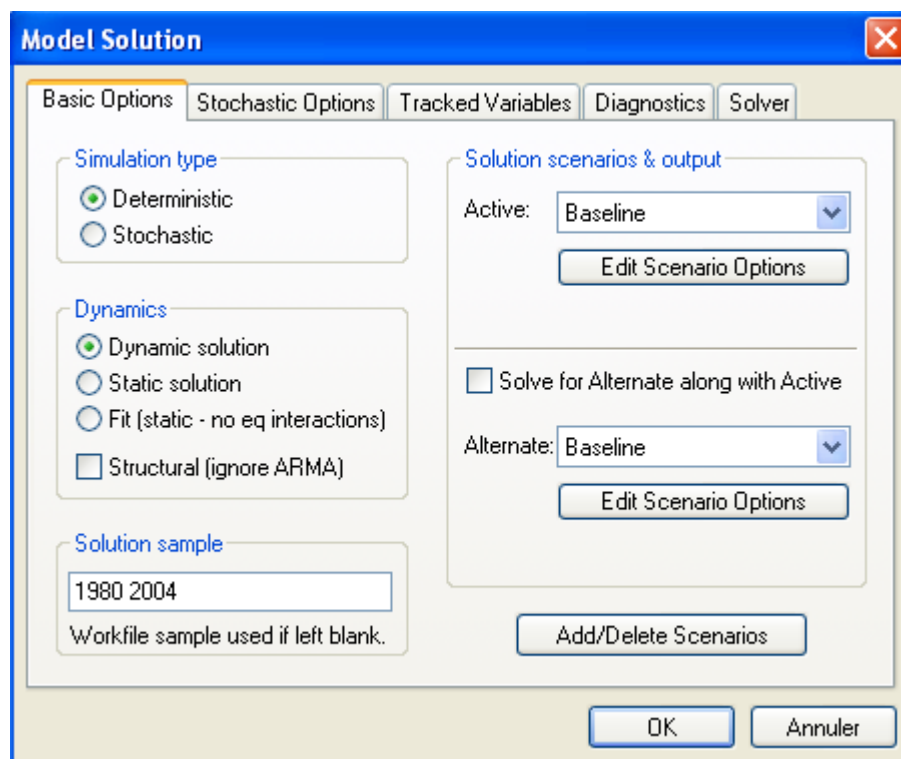 Model Solution
Basic Options
Stochastic Options
Tracked Variables
Diagnostics
Solver
Simulation type
Deterministic
Stochastic
Dynamics
Dynamic solution
Static solution
Fit (static - no eq interactions)
Structural (ignore ARMA)
Solution sample
1980 2004
Workfile sample used if left blank.
Solution scenarios & output
Active: Baseline
Edit Scenario Options
Solve for Alternate along with Active
Alternate: Baseline
Edit Scenario Options
Add/Delete Scenarios
OK
Annuler